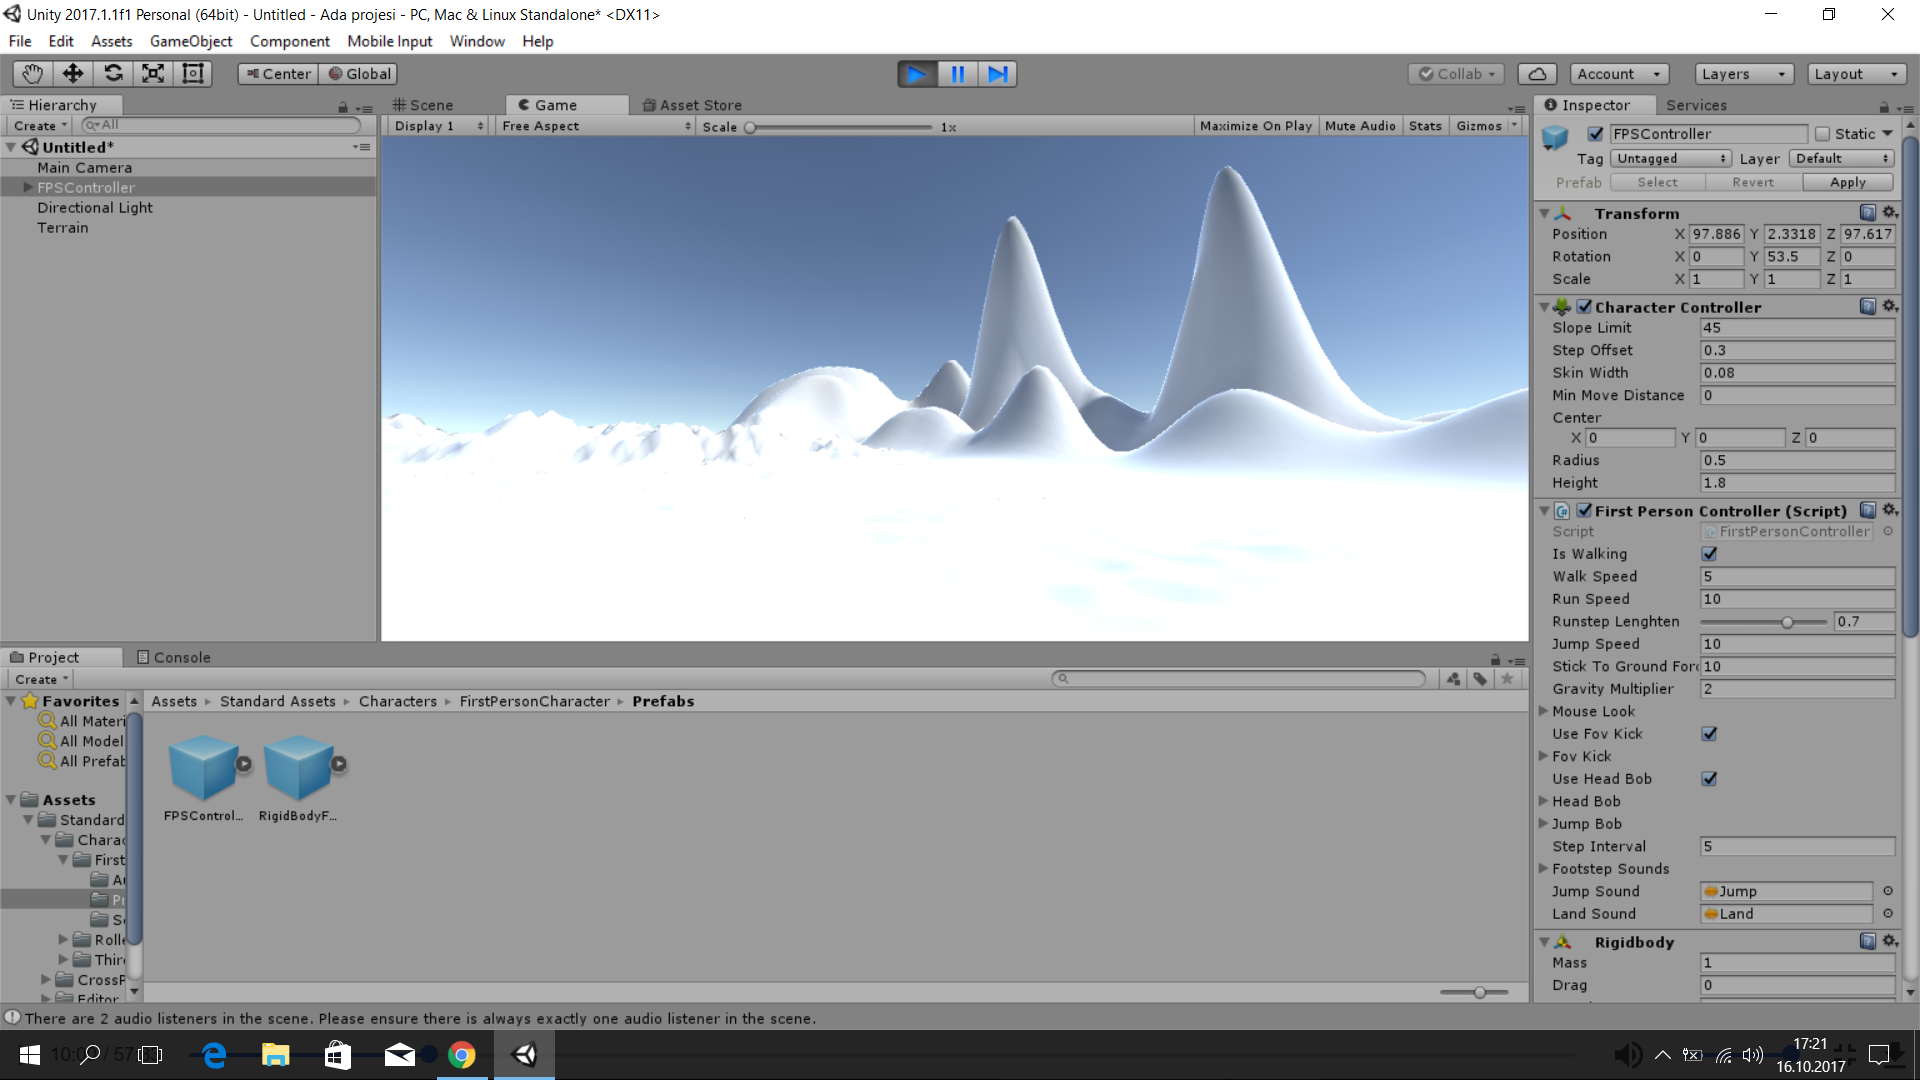 Unity 2017.1.1f1 Personal (64bit) - Untitled - Ada projesi - PC, Mac & Linux Standalone* <DX11>
File Edit Assets GameObject Component Mobile Input Window Help
Center Global Collab Account Layers Layout
Hierarchy
Create All
Untitled*
Main Camera
FPSController
Directional Light
Terrain
Scene Game Asset Store
Display 1 Free Aspect Scale 1x Maximize On Play Mute Audio Stats Gizmos
Inspector Services
FPSController Static
Tag Untagged Layer Default
Prefab Select Revert Apply
Transform
Position X 97.886 Y 2.3318 Z 97.617
Rotation X 0 Y 53.5 Z 0
Scale X 1 Y 1 Z 1
Character Controller
Slope Limit 45
Step Offset 0.3
Skin Width 0.08
Min Move Distance 0
Center
X 0 Y 0 Z 0
Radius 0.5
Height 1.8
First Person Controller (Script)
Script FirstPersonController
Is Walking
Walk Speed 5
Run Speed 10
Runstep Lenghten 0.7
Jump Speed 10
Stick To Ground Forc 10
Gravity Multiplier 2
Mouse Look
Use Fov Kick
Fov Kick
Use Head Bob
Head Bob
Jump Bob
Step Interval 5
Footstep Sounds
Jump Sound Jump
Land Sound Land
Rigidbody
Mass 1
Drag 0
Project Console
Create
Favorites
All Materi
All Model
All Prefab
Assets
Standard
Charac
First
Au
Pr
Sc
Rolle
Third
CrossP
Editor
Assets Standard Assets Characters FirstPersonCharacter Prefabs
FPSControl... RigidBodyF...
There are 2 audio listeners in the scene. Please ensure there is always exactly one audio listener in the scene.
17:21
16.10.2017